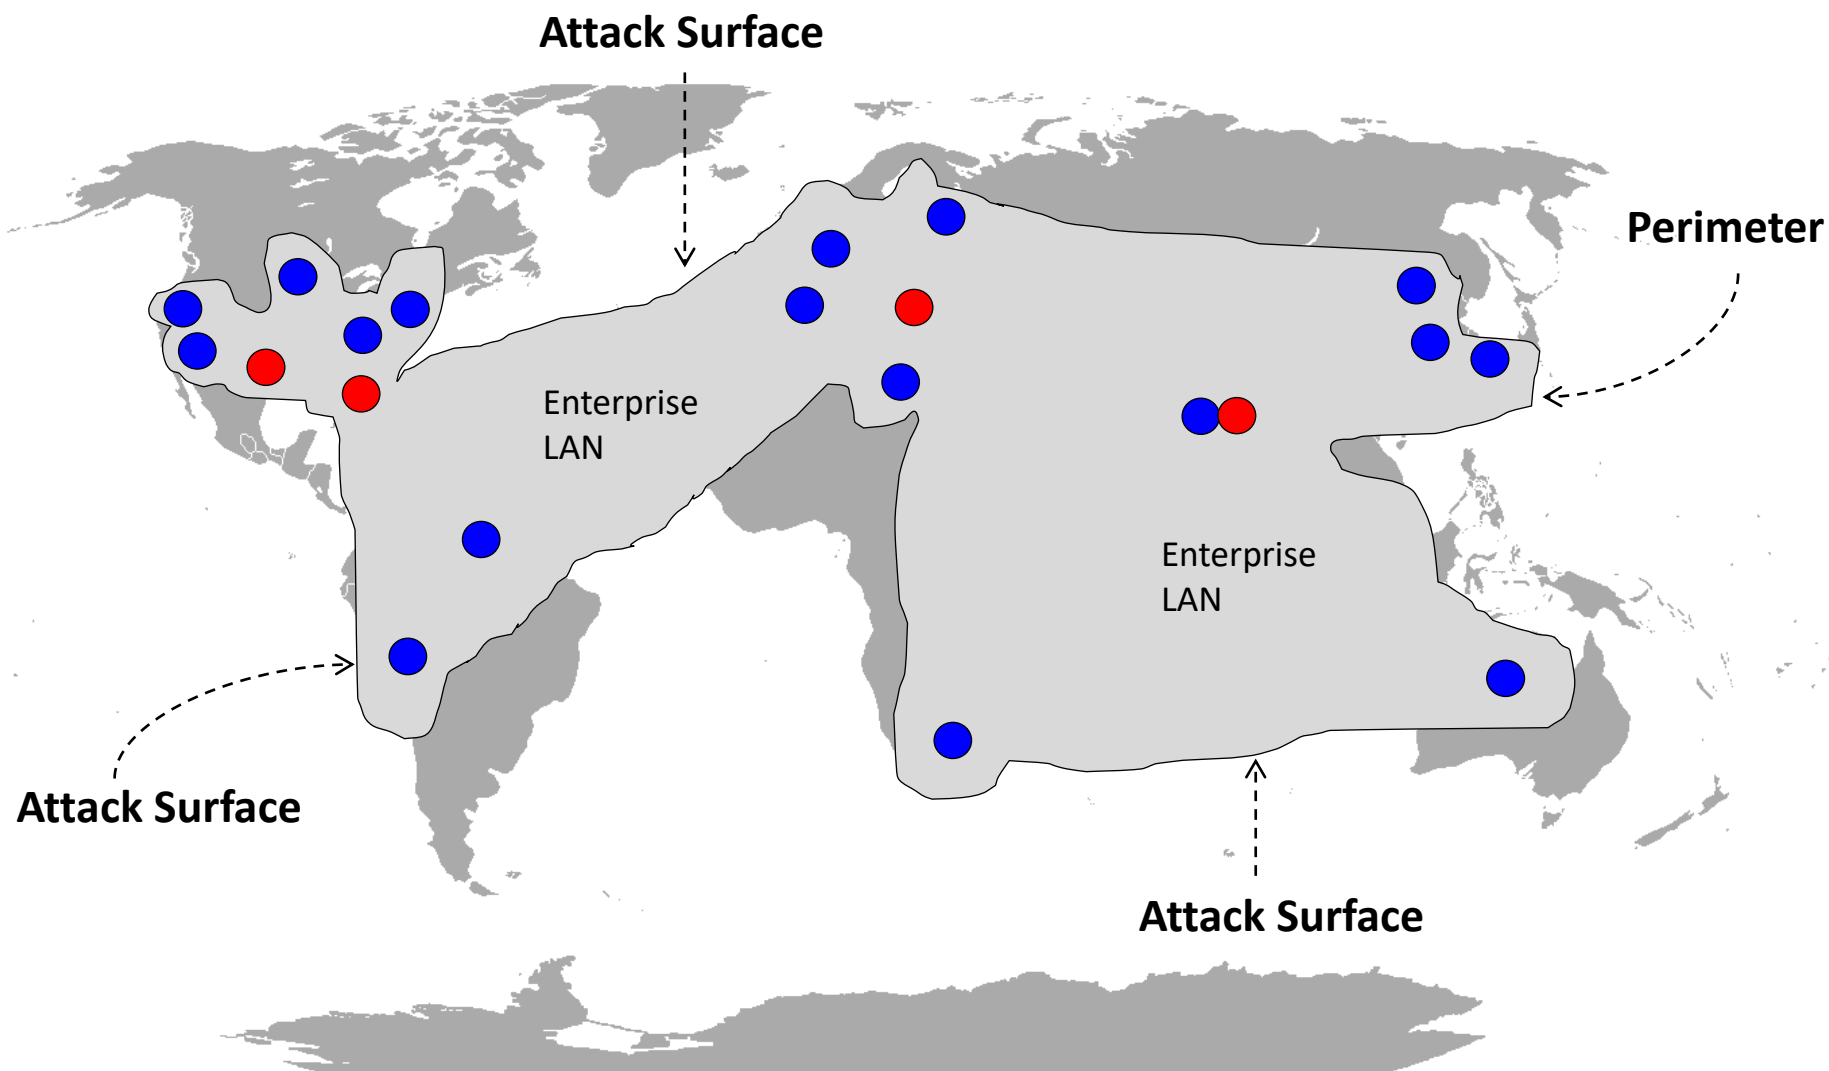 Attack Surface
Perimeter
Enterprise
LAN
Enterprise
LAN
Attack Surface
Attack Surface